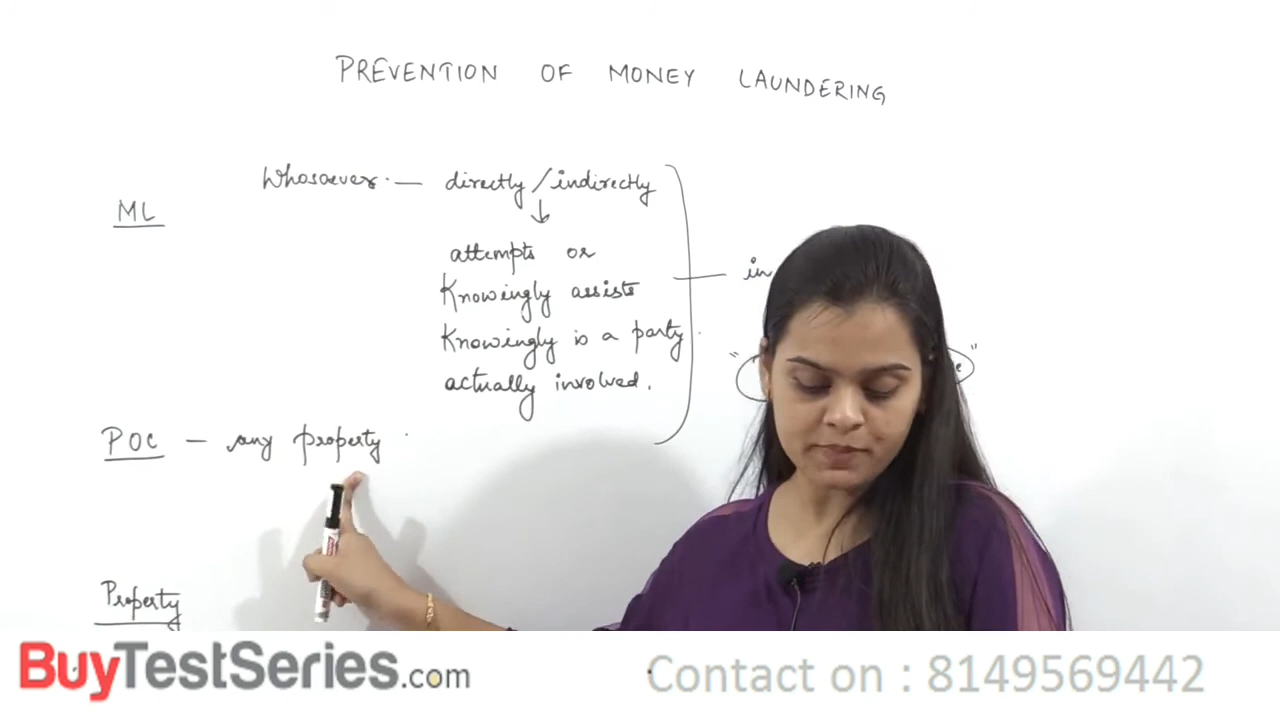 PREVENTION OF MONEY LAUNDERING
Whosoever - directly / indirectly
ML
attempts or
in
Knowingly assists
Knowingly is a party
actually involved.
POC - any property
Property
BuyTestSeries.com
Contact on : 8149569442